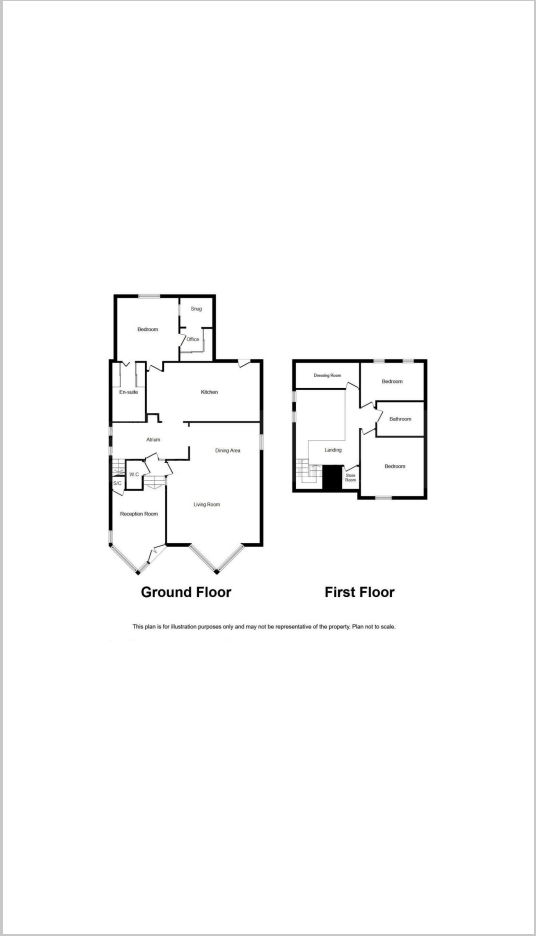 Snug
Bedroom
Office
En-suite
Kitchen
Atrium
Dining Area
W.C
S/C
Living Room
Reception Room
Dressing Room
Bedroom
Bathroom
Landing
Bedroom
Store
Room
Ground Floor
First Floor
This plan is for illustration purposes only and may not be representative of the property. Plan not to scale.